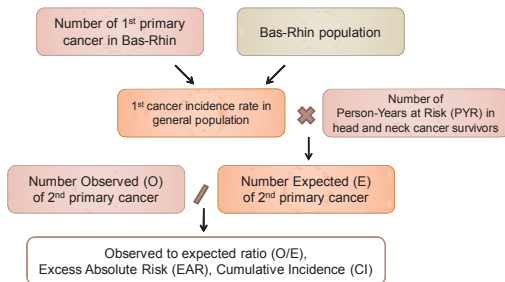 Number of 1st primary
cancer in Bas-Rhin
Bas-Rhin population
1st cancer incidence rate in
general population
Number of
Person-Years at Risk (PYR) in
head and neck cancer survivors
Number Observed (O)
of 2nd primary cancer
Number Expected (E)
of 2nd primary cancer
Observed to expected ratio (O/E),
Excess Absolute Risk (EAR), Cumulative Incidence (CI)